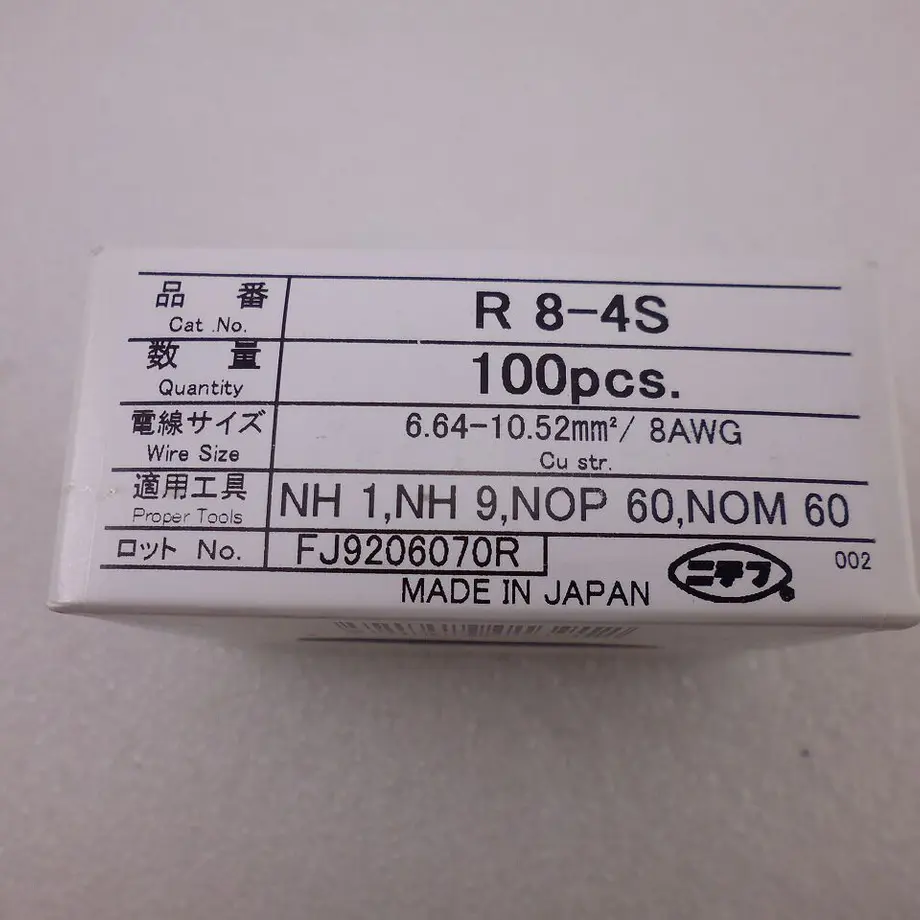 品 番 R 8-4S
Cat .No.
数 量 100pcs.
Quantity
電線サイズ 6.64-10.52mm²/ 8AWG
Wire Size Cu str.
適用工具 NH 1,NH 9,NOP 60,NOM 60
Proper Tools
ロット No. FJ9206070R
MADE IN JAPAN ニチフ 002